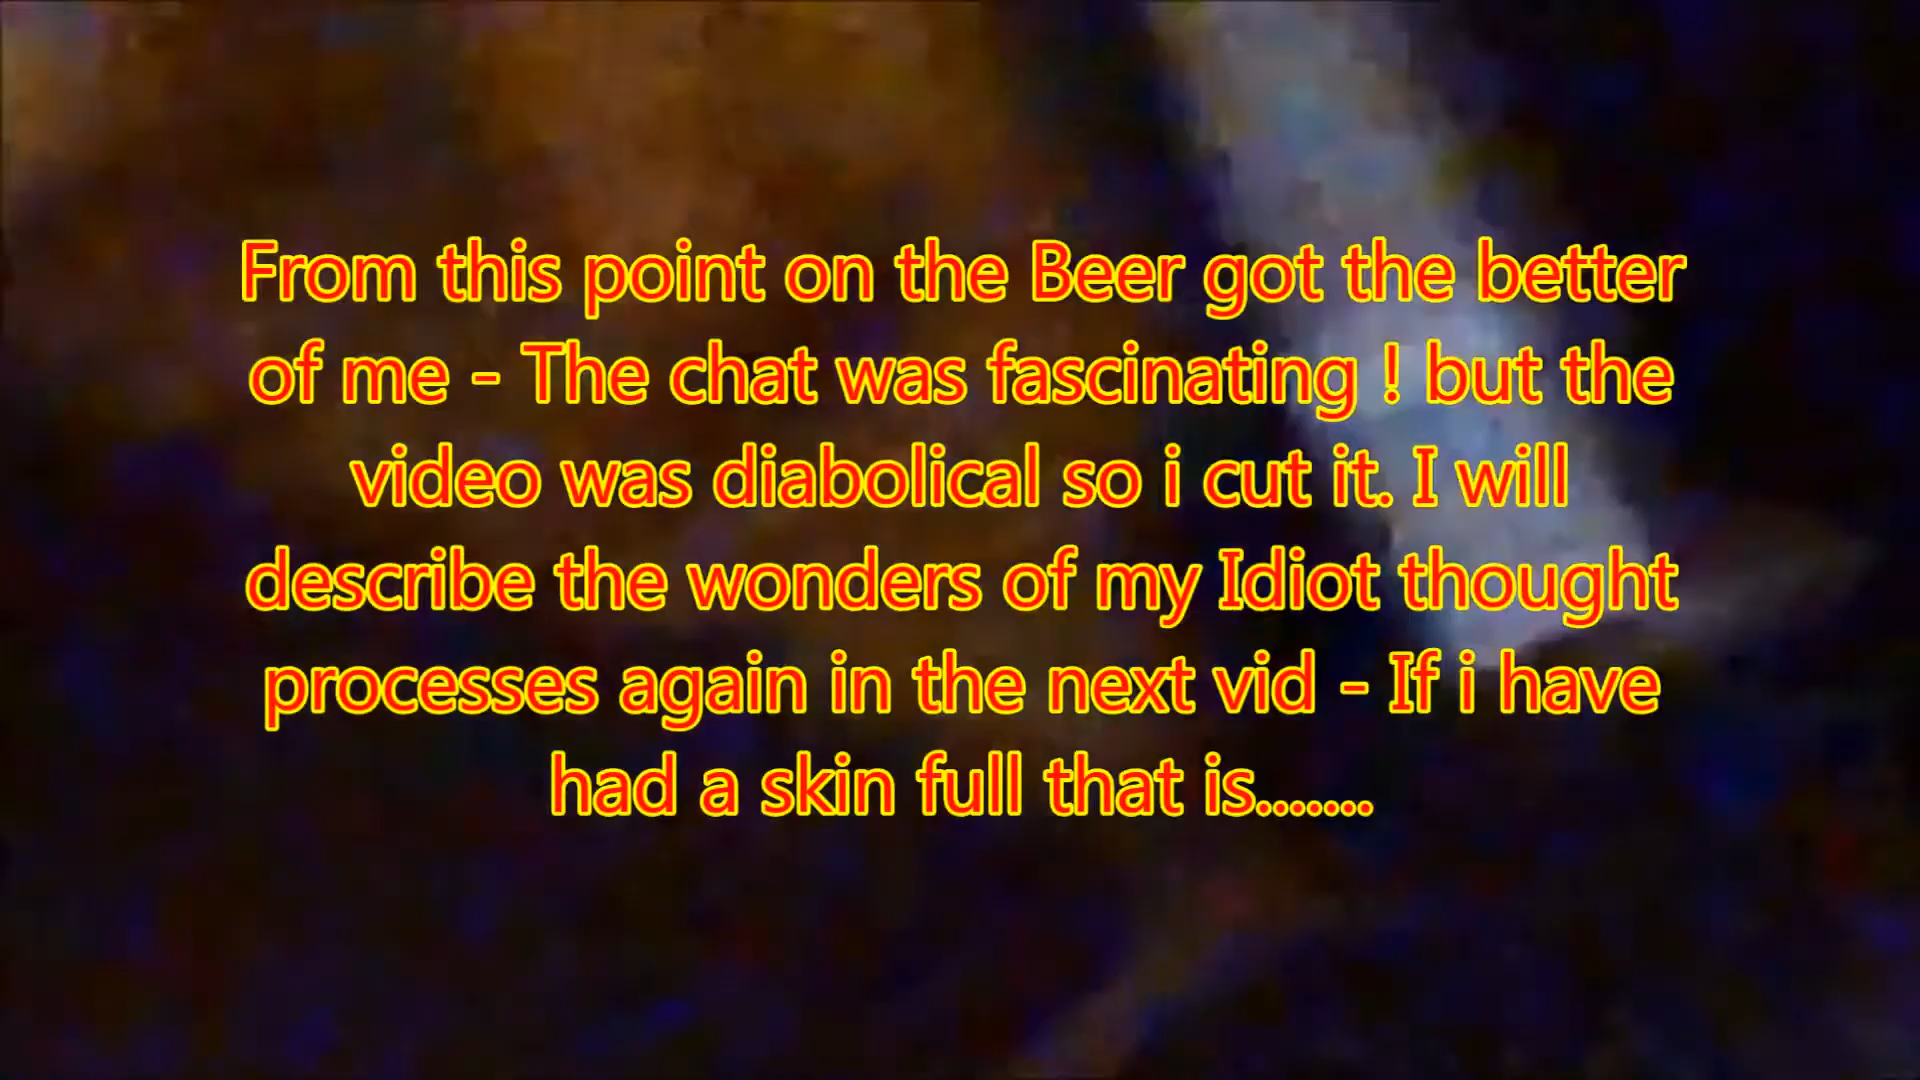 From this point on the Beer got the better
of me - The chat was fascinating ! but the
video was diabolical so i cut it. I will
describe the wonders of my Idiot thought
processes again in the next vid - If i have
had a skin full that is.......